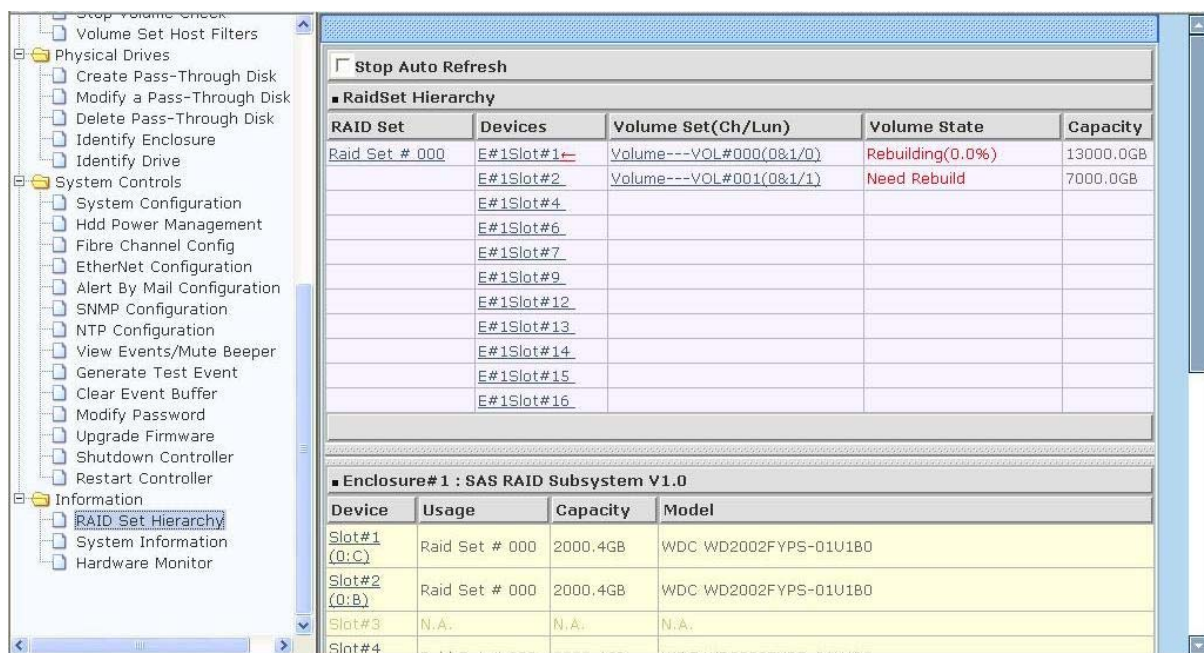 Stop Volume Check
Volume Set Host Filters
Physical Drives
Create Pass-Through Disk
Modify a Pass-Through Disk
Delete Pass-Through Disk
Identify Enclosure
Identify Drive
System Controls
System Configuration
Hdd Power Management
Fibre Channel Config
EtherNet Configuration
Alert By Mail Configuration
SNMP Configuration
NTP Configuration
View Events/Mute Beeper
Generate Test Event
Clear Event Buffer
Modify Password
Upgrade Firmware
Shutdown Controller
Restart Controller
Information
RAID Set Hierarchy
System Information
Hardware Monitor
Stop Auto Refresh
RaidSet Hierarchy
RAID Set Devices Volume Set(Ch/Lun) Volume State Capacity
Raid Set # 000 E#1Slot#1← Volume---VOL#000(0&1/0) Rebuilding(0.0%) 13000.0GB
E#1Slot#2 Volume---VOL#001(0&1/1) Need Rebuild 7000.0GB
E#1Slot#4
E#1Slot#6
E#1Slot#7
E#1Slot#9
E#1Slot#12
E#1Slot#13
E#1Slot#14
E#1Slot#15
E#1Slot#16
Enclosure#1 : SAS RAID Subsystem V1.0
Device Usage Capacity Model
Slot#1 (0:C) Raid Set # 000 2000.4GB WDC WD2002FYPS-01U1B0
Slot#2 (0:B) Raid Set # 000 2000.4GB WDC WD2002FYPS-01U1B0
Slot#3 N.A. N.A. N.A.
Slot#4